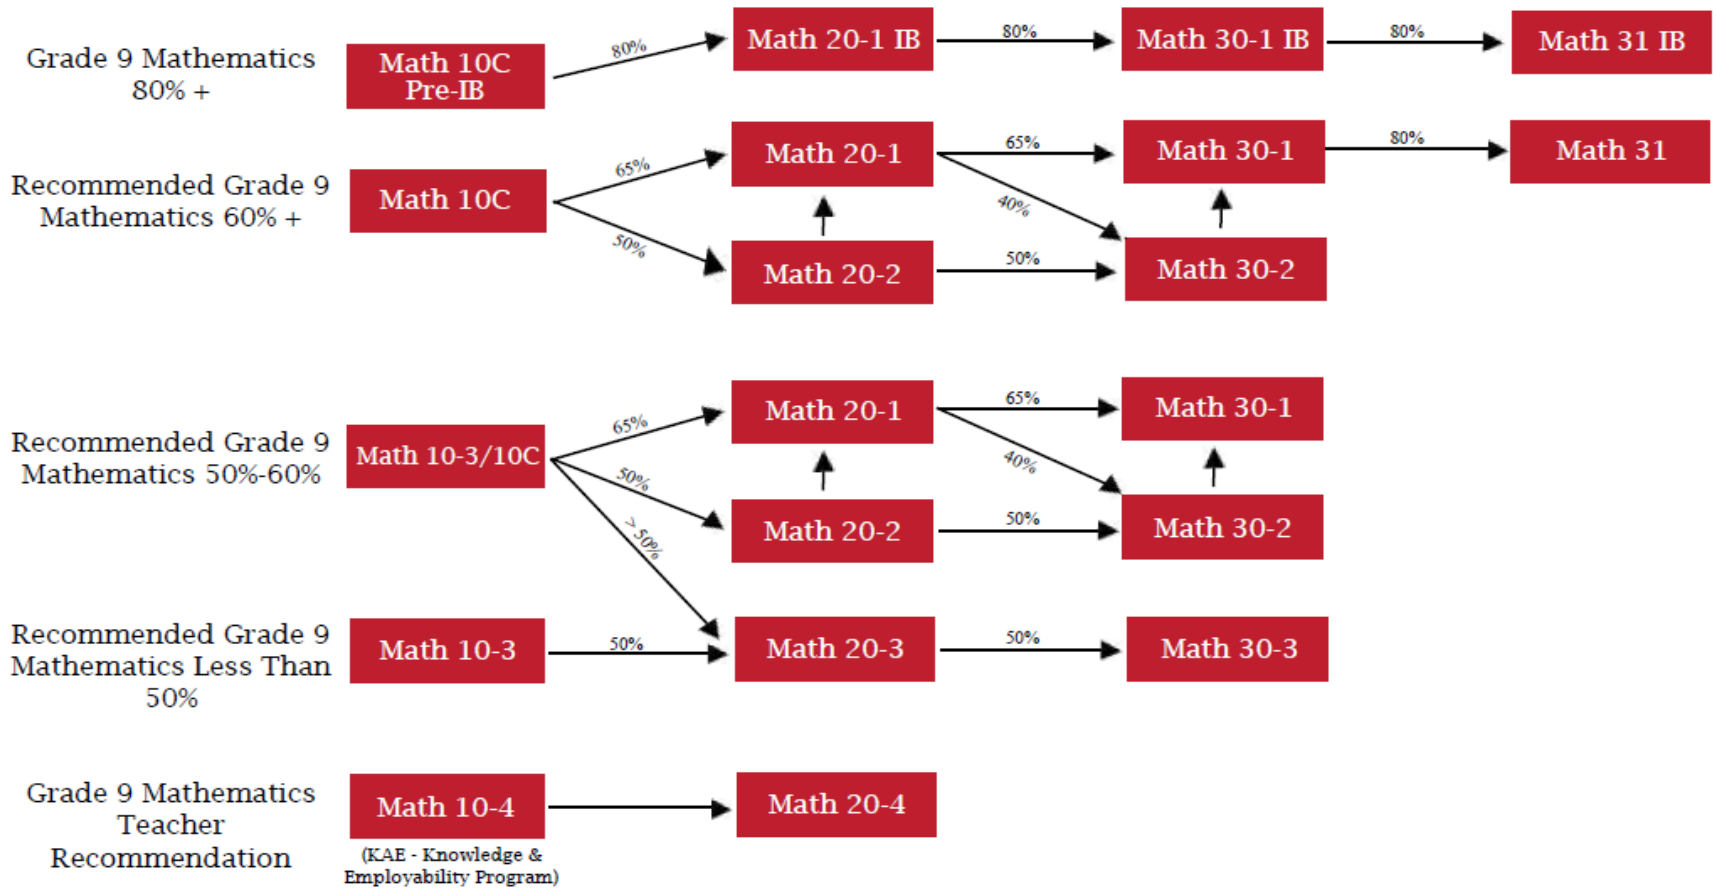 Grade 9 Mathematics
80% +
Math 10C
Pre-IB
80%
Math 20-1 IB
80%
Math 30-1 IB
80%
Math 31 IB
Recommended Grade 9
Mathematics 60% +
Math 10C
65%
50%
Math 20-1
Math 20-2
65%
40%
50%
Math 30-1
Math 30-2
80%
Math 31
Recommended Grade 9
Mathematics 50%-60%
Math 10-3/10C
65%
50%
> 50%
Math 20-1
Math 20-2
65%
40%
50%
Math 30-1
Math 30-2
Recommended Grade 9
Mathematics Less Than
50%
Math 10-3
50%
Math 20-3
50%
Math 30-3
Grade 9 Mathematics
Teacher
Recommendation
Math 10-4
(KAE - Knowledge &
Employability Program)
Math 20-4